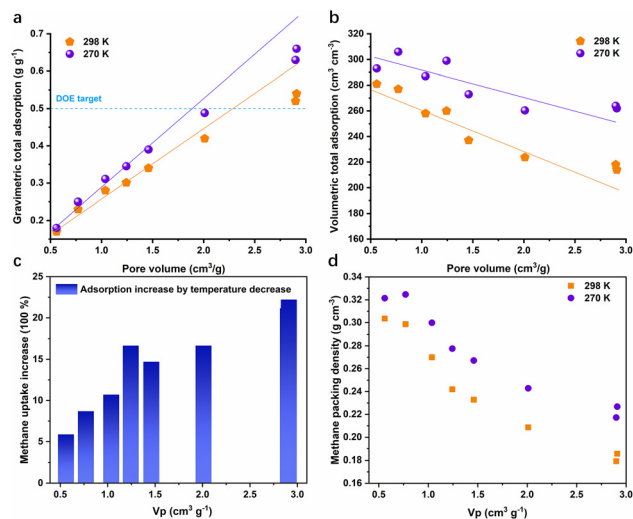 a
Gravimetric total adsorption (g g⁻¹)
0.7
0.6
0.5
0.4
0.3
0.2
298 K
270 K
DOE target
0.5 1.0 1.5 2.0 2.5 3.0
Pore volume (cm³/g)
b
Volumetric total adsorption (cm³ cm⁻³)
360
340
320
300
280
260
240
220
200
180
160
298 K
270 K
0.5 1.0 1.5 2.0 2.5 3.0
Pore volume (cm³/g)
c
Methane uptake increase (100 %)
25
20
15
10
5
0
Adsorption increase by temperature decrease
0.5 1.0 1.5 2.0 2.5 3.0
Vp (cm³ g⁻¹)
d
Methane packing density (g cm⁻³)
0.34
0.32
0.30
0.28
0.26
0.24
0.22
0.20
0.18
0.16
298 K
270 K
0.5 1.0 1.5 2.0 2.5 3.0
Vp (cm³ g⁻¹)